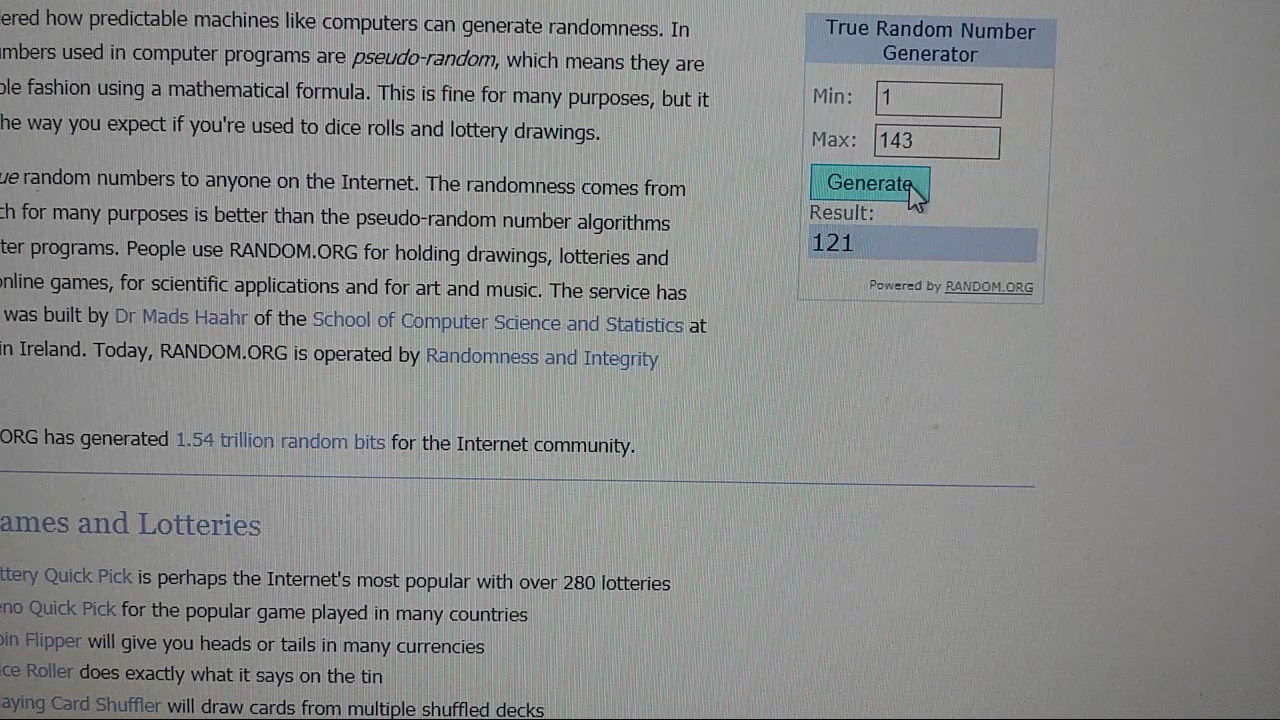 ered how predictable machines like computers can generate randomness. In
mbers used in computer programs are pseudo-random, which means they are
ble fashion using a mathematical formula. This is fine for many purposes, but it
he way you expect if you're used to dice rolls and lottery drawings.
ue random numbers to anyone on the Internet. The randomness comes from
ch for many purposes is better than the pseudo-random number algorithms
ter programs. People use RANDOM.ORG for holding drawings, lotteries and
online games, for scientific applications and for art and music. The service has
was built by Dr Mads Haahr of the School of Computer Science and Statistics at
in Ireland. Today, RANDOM.ORG is operated by Randomness and Integrity
ORG has generated 1.54 trillion random bits for the Internet community.
ames and Lotteries
ttery Quick Pick is perhaps the Internet's most popular with over 280 lotteries
eno Quick Pick for the popular game played in many countries
oin Flipper will give you heads or tails in many currencies
ice Roller does exactly what it says on the tin
laying Card Shuffler will draw cards from multiple shuffled decks
True Random Number
Generator
Min: 1
Max: 143
Generate
Result:
121
Powered by RANDOM.ORG